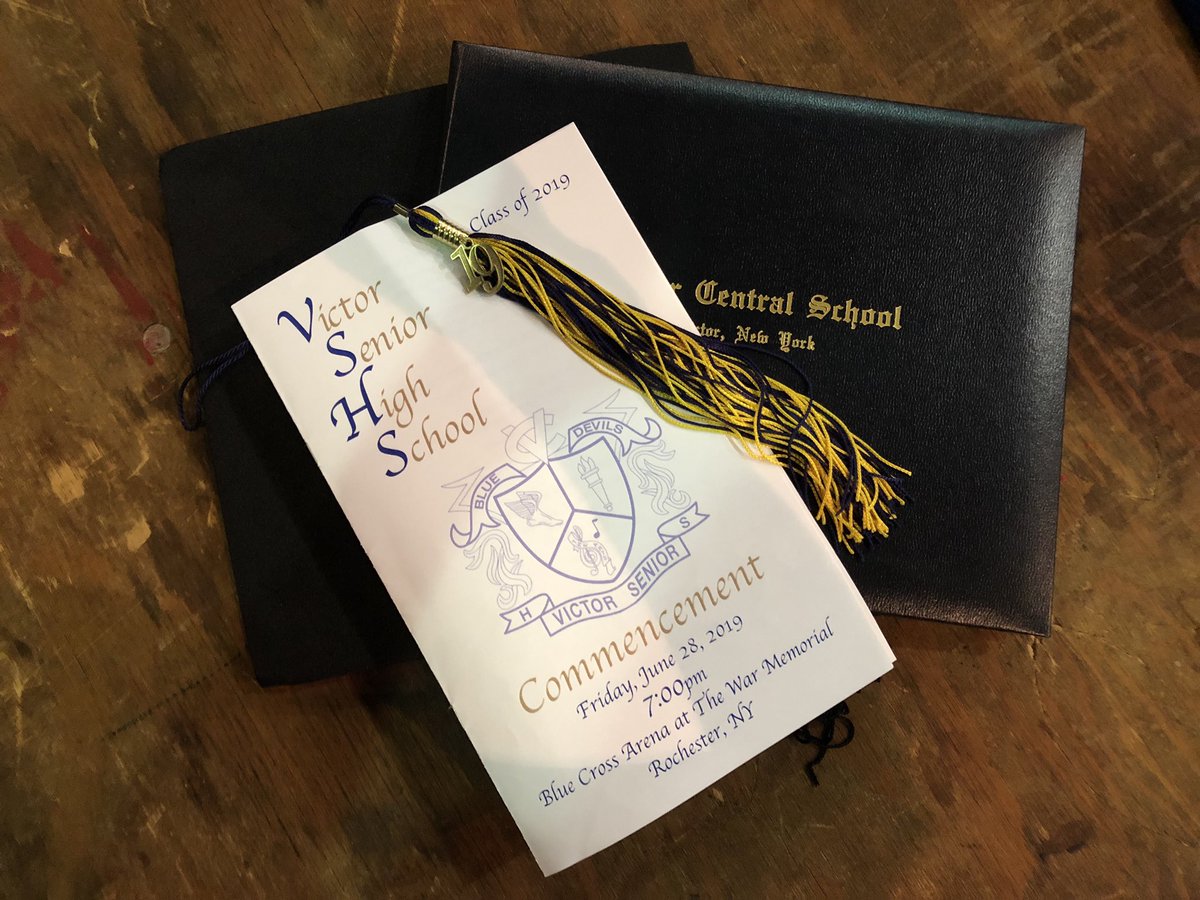 Class of 2019
19
Victor
Senior
High
School
VC
BLUE DEVILS
H VICTOR SENIOR S
Commencement
Friday, June 28, 2019
7:00pm
Blue Cross Arena at The War Memorial
Rochester, NY
Central School
New York